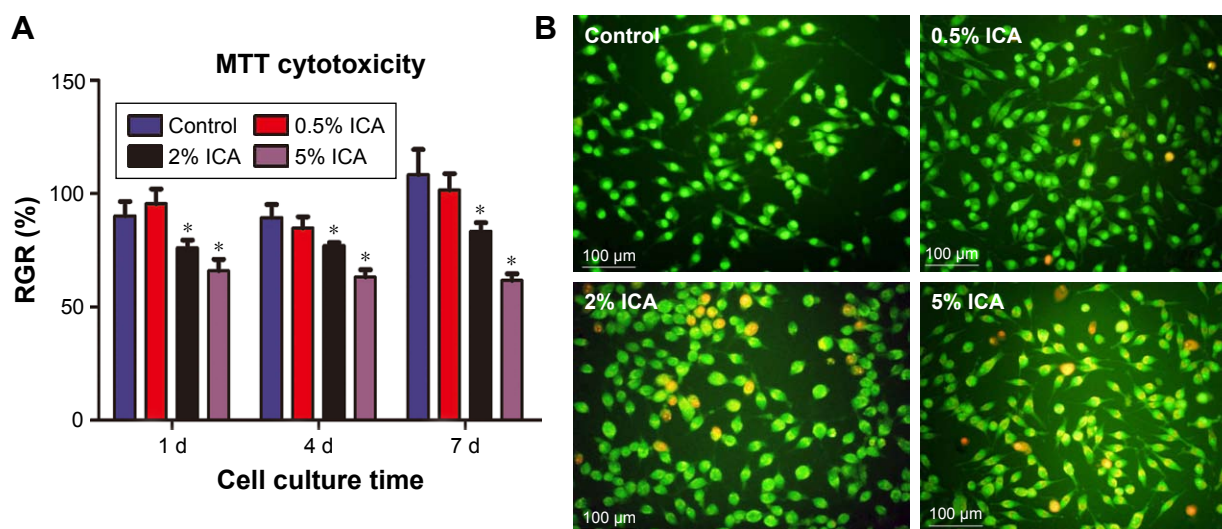 A
MTT cytotoxicity
150
100
50
0
RGR (%)
Control
0.5% ICA
2% ICA
5% ICA
* *
* *
* *
1 d 4 d 7 d
Cell culture time
B
Control
100 µm
0.5% ICA
100 µm
2% ICA
100 µm
5% ICA
100 µm